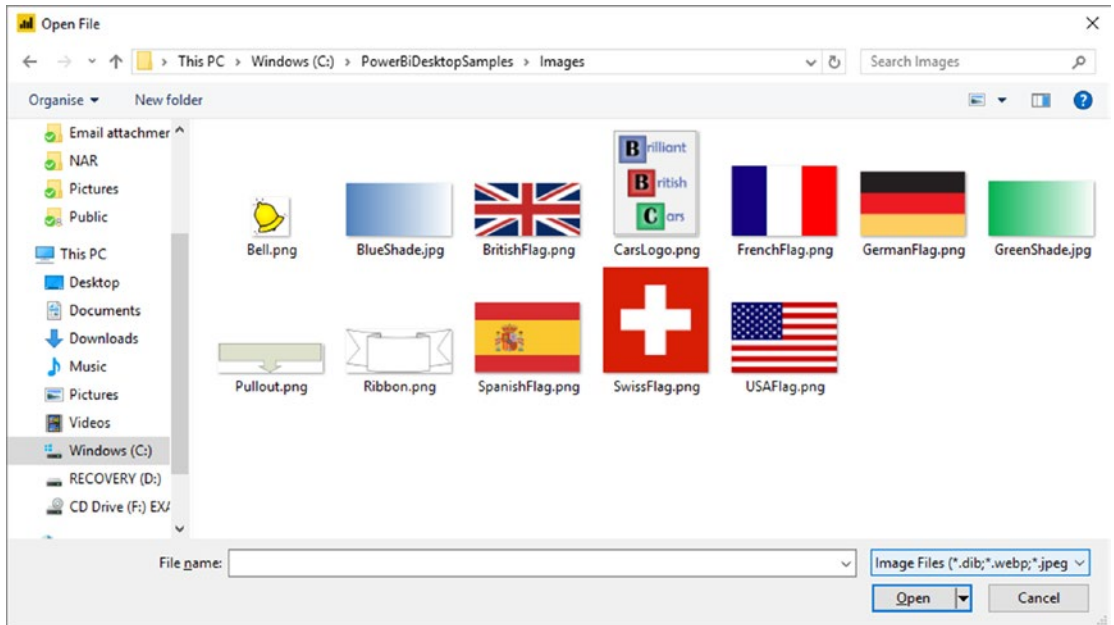 Open File
This PC > Windows (C:) > PowerBiDesktopSamples > Images
Search Images
Organise
New folder
Email attachmer
NAR
Pictures
Public
This PC
Desktop
Documents
Downloads
Music
Pictures
Videos
Windows (C:)
RECOVERY (D:)
CD Drive (F:) EXA
Brilliant
British
Cars
Bell.png
BlueShade.jpg
BritishFlag.png
CarsLogo.png
FrenchFlag.png
GermanFlag.png
GreenShade.jpg
Pullout.png
Ribbon.png
SpanishFlag.png
SwissFlag.png
USAFlag.png
File name:
Image Files (*.dib;*.webp;*.jpeg
Open
Cancel